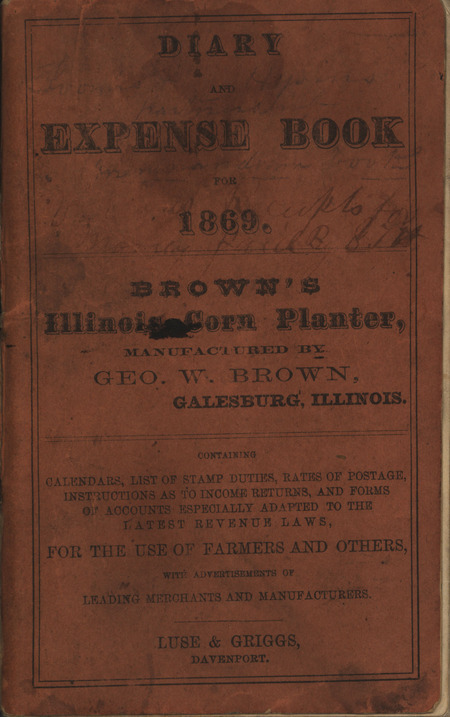 DIARY
AND
EXPENSE BOOK
FOR
1869.
BROWN'S
Illinois Corn Planter,
MANUFACTURED BY
GEO. W. BROWN,
GALESBURG, ILLINOIS.
CONTAINING
CALENDARS, LIST OF STAMP DUTIES, RATES OF POSTAGE,
INSTRUCTIONS AS TO INCOME RETURNS, AND FORMS
OF ACCOUNTS ESPECIALLY ADAPTED TO THE
LATEST REVENUE LAWS,
FOR THE USE OF FARMERS AND OTHERS,
WITH ADVERTISEMENTS OF
LEADING MERCHANTS AND MANUFACTURERS.
LUSE & GRIGGS,
DAVENPORT.